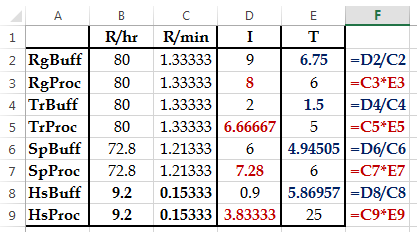 A B C D E F
1 R/hr R/min I T
2 RgBuff 80 1.33333 9 6.75 =D2/C2
3 RgProc 80 1.33333 8 6 =C3*E3
4 TrBuff 80 1.33333 2 1.5 =D4/C4
5 TrProc 80 1.33333 6.66667 5 =C5*E5
6 SpBuff 72.8 1.21333 6 4.94505 =D6/C6
7 SpProc 72.8 1.21333 7.28 6 =C7*E7
8 HsBuff 9.2 0.15333 0.9 5.86957 =D8/C8
9 HsProc 9.2 0.15333 3.83333 25 =C9*E9